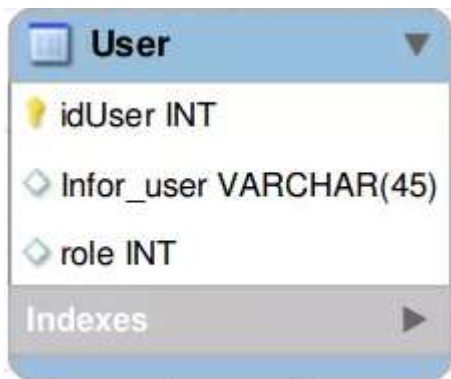 User
idUser INT
Infor_user VARCHAR(45)
role INT
Indexes